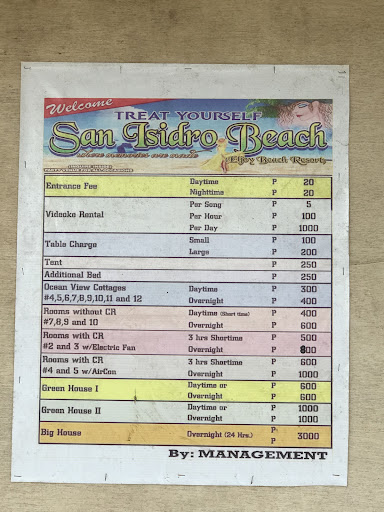 Welcome
TREAT YOURSELF
San Isidro Beach
where memories are made
Eljoy Beach Resort
Entrance Fee Daytime P 20
Nighttime P 20
Videoke Rental Per Song P 5
Per Hour P 100
Per Day P 1000
Table Charge Small P 100
Large P 200
Tent P 250
Additional Bed P 250
Ocean View Cottages Daytime P 300
#4,5,6,7,8,9,10,11 and 12 Overnight P 400
Rooms without CR Daytime (Short time) P 400
#7,8,9 and 10 Overnight P 600
Rooms with CR 3 hrs Shortime P 500
#2 and 3 w/Electric Fan Overnight P 800
Rooms with CR 3 hrs Shortime P 600
#4 and 5 w/AirCon Overnight P 1000
Green House I Daytime or P 600
Overnight P 600
Green House II Daytime or P 1000
Overnight P 1000
Big House Overnight (24 Hrs.) P 3000
P
By: MANAGEMENT